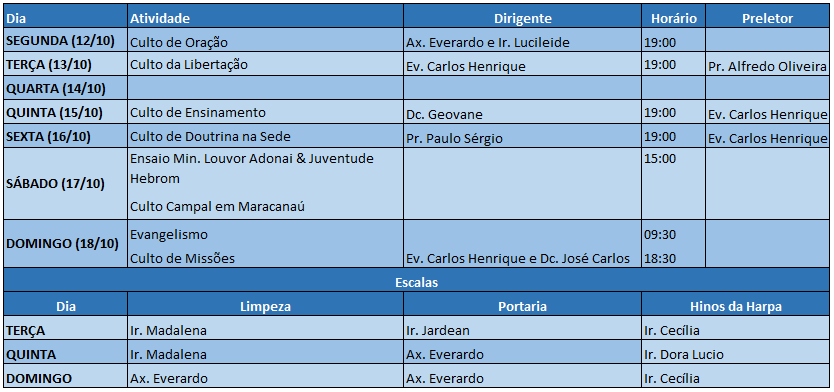 Dia Atividade Dirigente Horário Preletor
SEGUNDA (12/10) Culto de Oração Ax. Everardo e Ir. Lucileide 19:00
TERÇA (13/10) Culto da Libertação Ev. Carlos Henrique 19:00 Pr. Alfredo Oliveira
QUARTA (14/10)
QUINTA (15/10) Culto de Ensinamento Dc. Geovane 19:00 Ev. Carlos Henrique
SEXTA (16/10) Culto de Doutrina na Sede Pr. Paulo Sérgio 19:00 Ev. Carlos Henrique
SÁBADO (17/10) Ensaio Min. Louvor Adonai & Juventude 15:00
Hebrom
Culto Campal em Maracanaú
DOMINGO (18/10) Evangelismo 09:30
Culto de Missões Ev. Carlos Henrique e Dc. José Carlos 18:30
Escalas
Dia Limpeza Portaria Hinos da Harpa
TERÇA Ir. Madalena Ir. Jardean Ir. Cecília
QUINTA Ir. Madalena Ax. Everardo Ir. Dora Lucio
DOMINGO Ax. Everardo Ax. Everardo Ir. Cecília